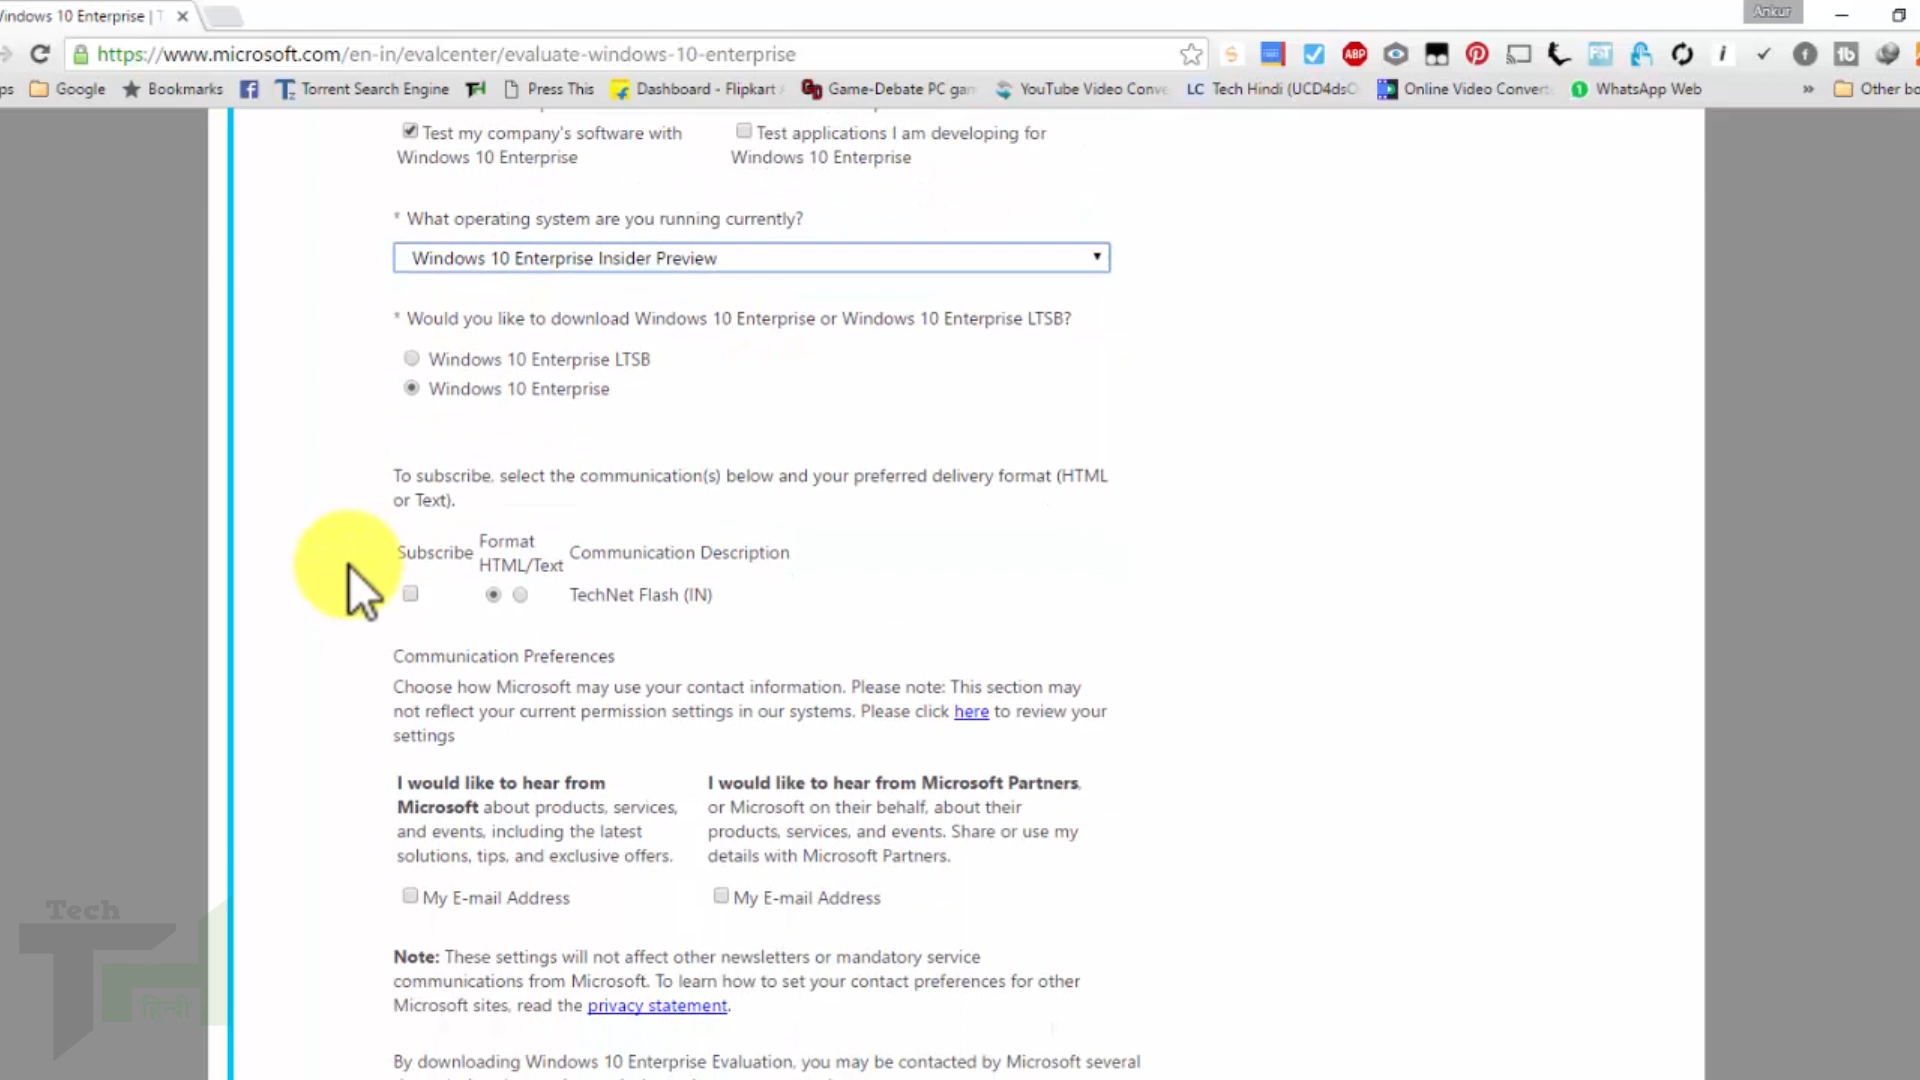 Windows 10 Enterprise | T
Ankur
https://www.microsoft.com/en-in/evalcenter/evaluate-windows-10-enterprise
ps Google Bookmarks Torrent Search Engine Press This Dashboard - Flipkart Game-Debate PC gam YouTube Video Conve LC Tech Hindi (UCD4ds Online Video Convert WhatsApp Web » Other bo
Test my company's software with
Windows 10 Enterprise
Test applications I am developing for
Windows 10 Enterprise
* What operating system are you running currently?
Windows 10 Enterprise Insider Preview
* Would you like to download Windows 10 Enterprise or Windows 10 Enterprise LTSB?
Windows 10 Enterprise LTSB
Windows 10 Enterprise
To subscribe, select the communication(s) below and your preferred delivery format (HTML
or Text).
Subscribe
Format
HTML/Text
Communication Description
TechNet Flash (IN)
Communication Preferences
Choose how Microsoft may use your contact information. Please note: This section may
not reflect your current permission settings in our systems. Please click here to review your
settings
I would like to hear from
Microsoft about products, services,
and events, including the latest
solutions, tips, and exclusive offers.
My E-mail Address
I would like to hear from Microsoft Partners,
or Microsoft on their behalf, about their
products, services, and events. Share or use my
details with Microsoft Partners.
My E-mail Address
Note: These settings will not affect other newsletters or mandatory service
communications from Microsoft. To learn how to set your contact preferences for other
Microsoft sites, read the privacy statement.
By downloading Windows 10 Enterprise Evaluation, you may be contacted by Microsoft several
Tech
हिन्दी